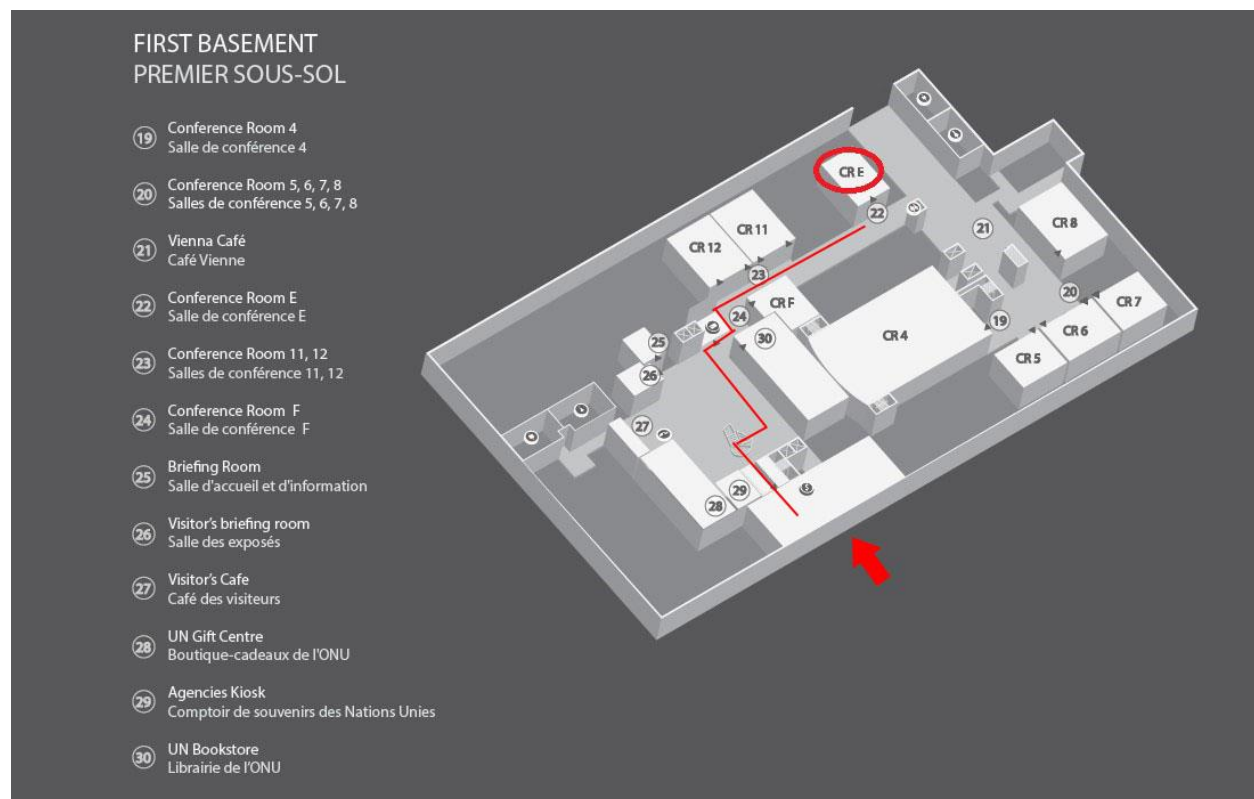 FIRST BASEMENT
PREMIER SOUS-SOL
19 Conference Room 4
Salle de conférence 4
20 Conference Room 5, 6, 7, 8
Salles de conférence 5, 6, 7, 8
21 Vienna Café
Café Vienne
22 Conference Room E
Salle de conférence E
23 Conference Room 11, 12
Salles de conférence 11, 12
24 Conference Room F
Salle de conférence F
25 Briefing Room
Salle d'accueil et d'information
26 Visitor's briefing room
Salle des exposés
27 Visitor's Cafe
Café des visiteurs
28 UN Gift Centre
Boutique-cadeaux de l'ONU
29 Agencies Kiosk
Comptoir de souvenirs des Nations Unies
30 UN Bookstore
Librairie de l'ONU
CR E
22
21
CR 8
CR 11
CR 12
23
20
CR 7
CR F
24
19
CR 6
30
CR 4
CR 5
25
26
27
29
28